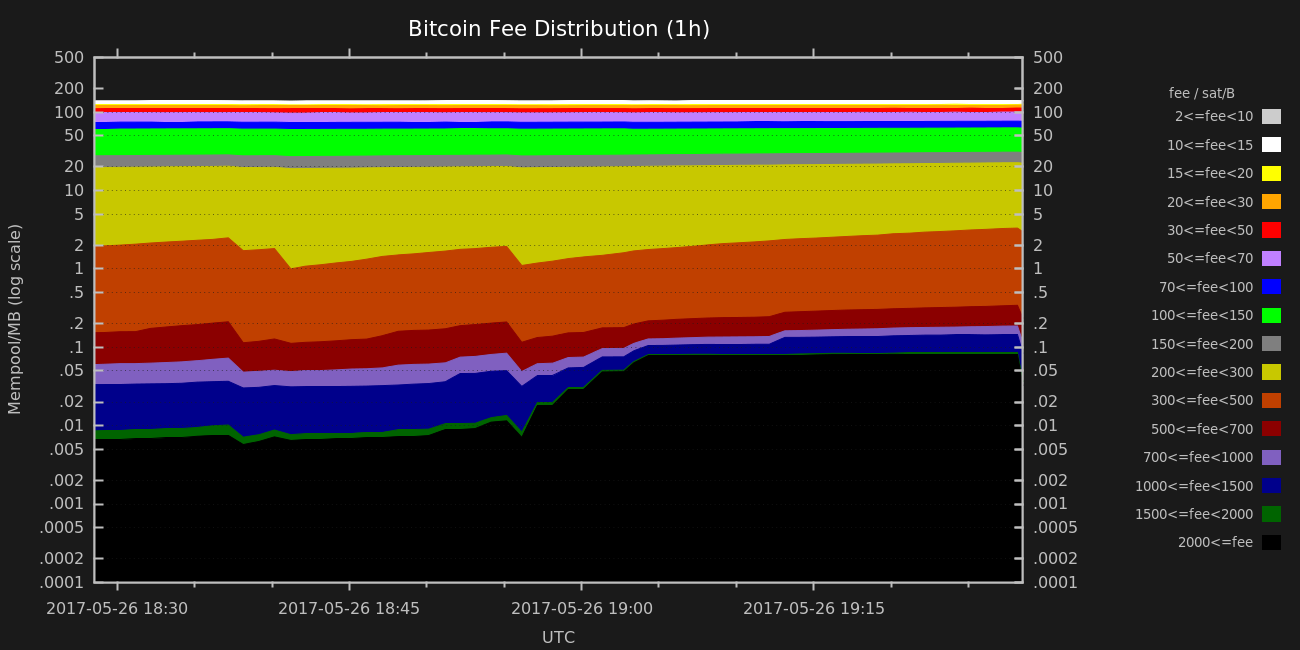 Bitcoin Fee Distribution (1h)
500
200
100
50
20
10
5
2
1
.5
.2
.1
.05
.02
.01
.005
.002
.001
.0005
.0002
.0001
Mempool/MB (log scale)
500
200
100
50
20
10
5
2
1
.5
.2
.1
.05
.02
.01
.005
.002
.001
.0005
.0002
.0001
2017-05-26 18:30
2017-05-26 18:45
2017-05-26 19:00
2017-05-26 19:15
UTC
fee / sat/B
2<=fee<10
10<=fee<15
15<=fee<20
20<=fee<30
30<=fee<50
50<=fee<70
70<=fee<100
100<=fee<150
150<=fee<200
200<=fee<300
300<=fee<500
500<=fee<700
700<=fee<1000
1000<=fee<1500
1500<=fee<2000
2000<=fee